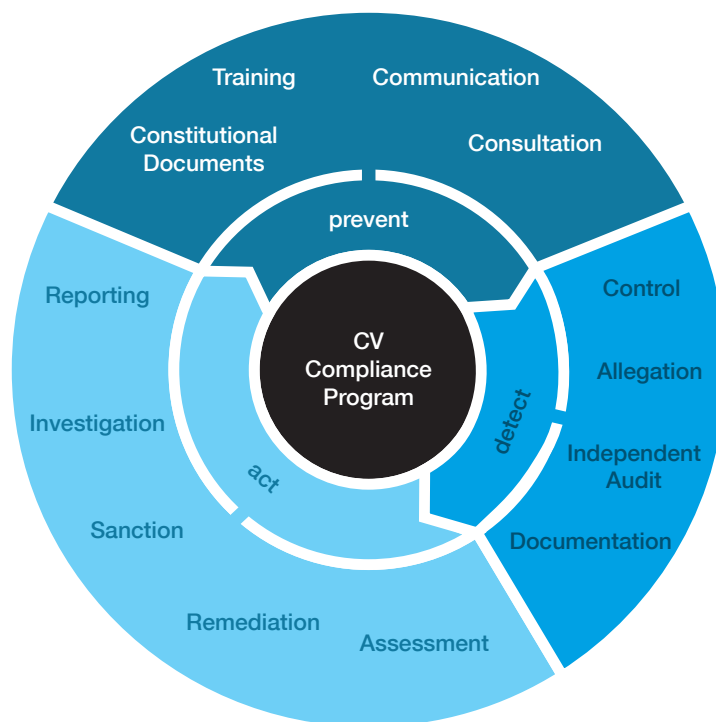 Training
Communication
Constitutional
Documents
Consultation
prevent
Reporting
Control
CV
Compliance
Program
Allegation
Investigation
detect
Independent
Audit
act
Sanction
Documentation
Remediation
Assessment